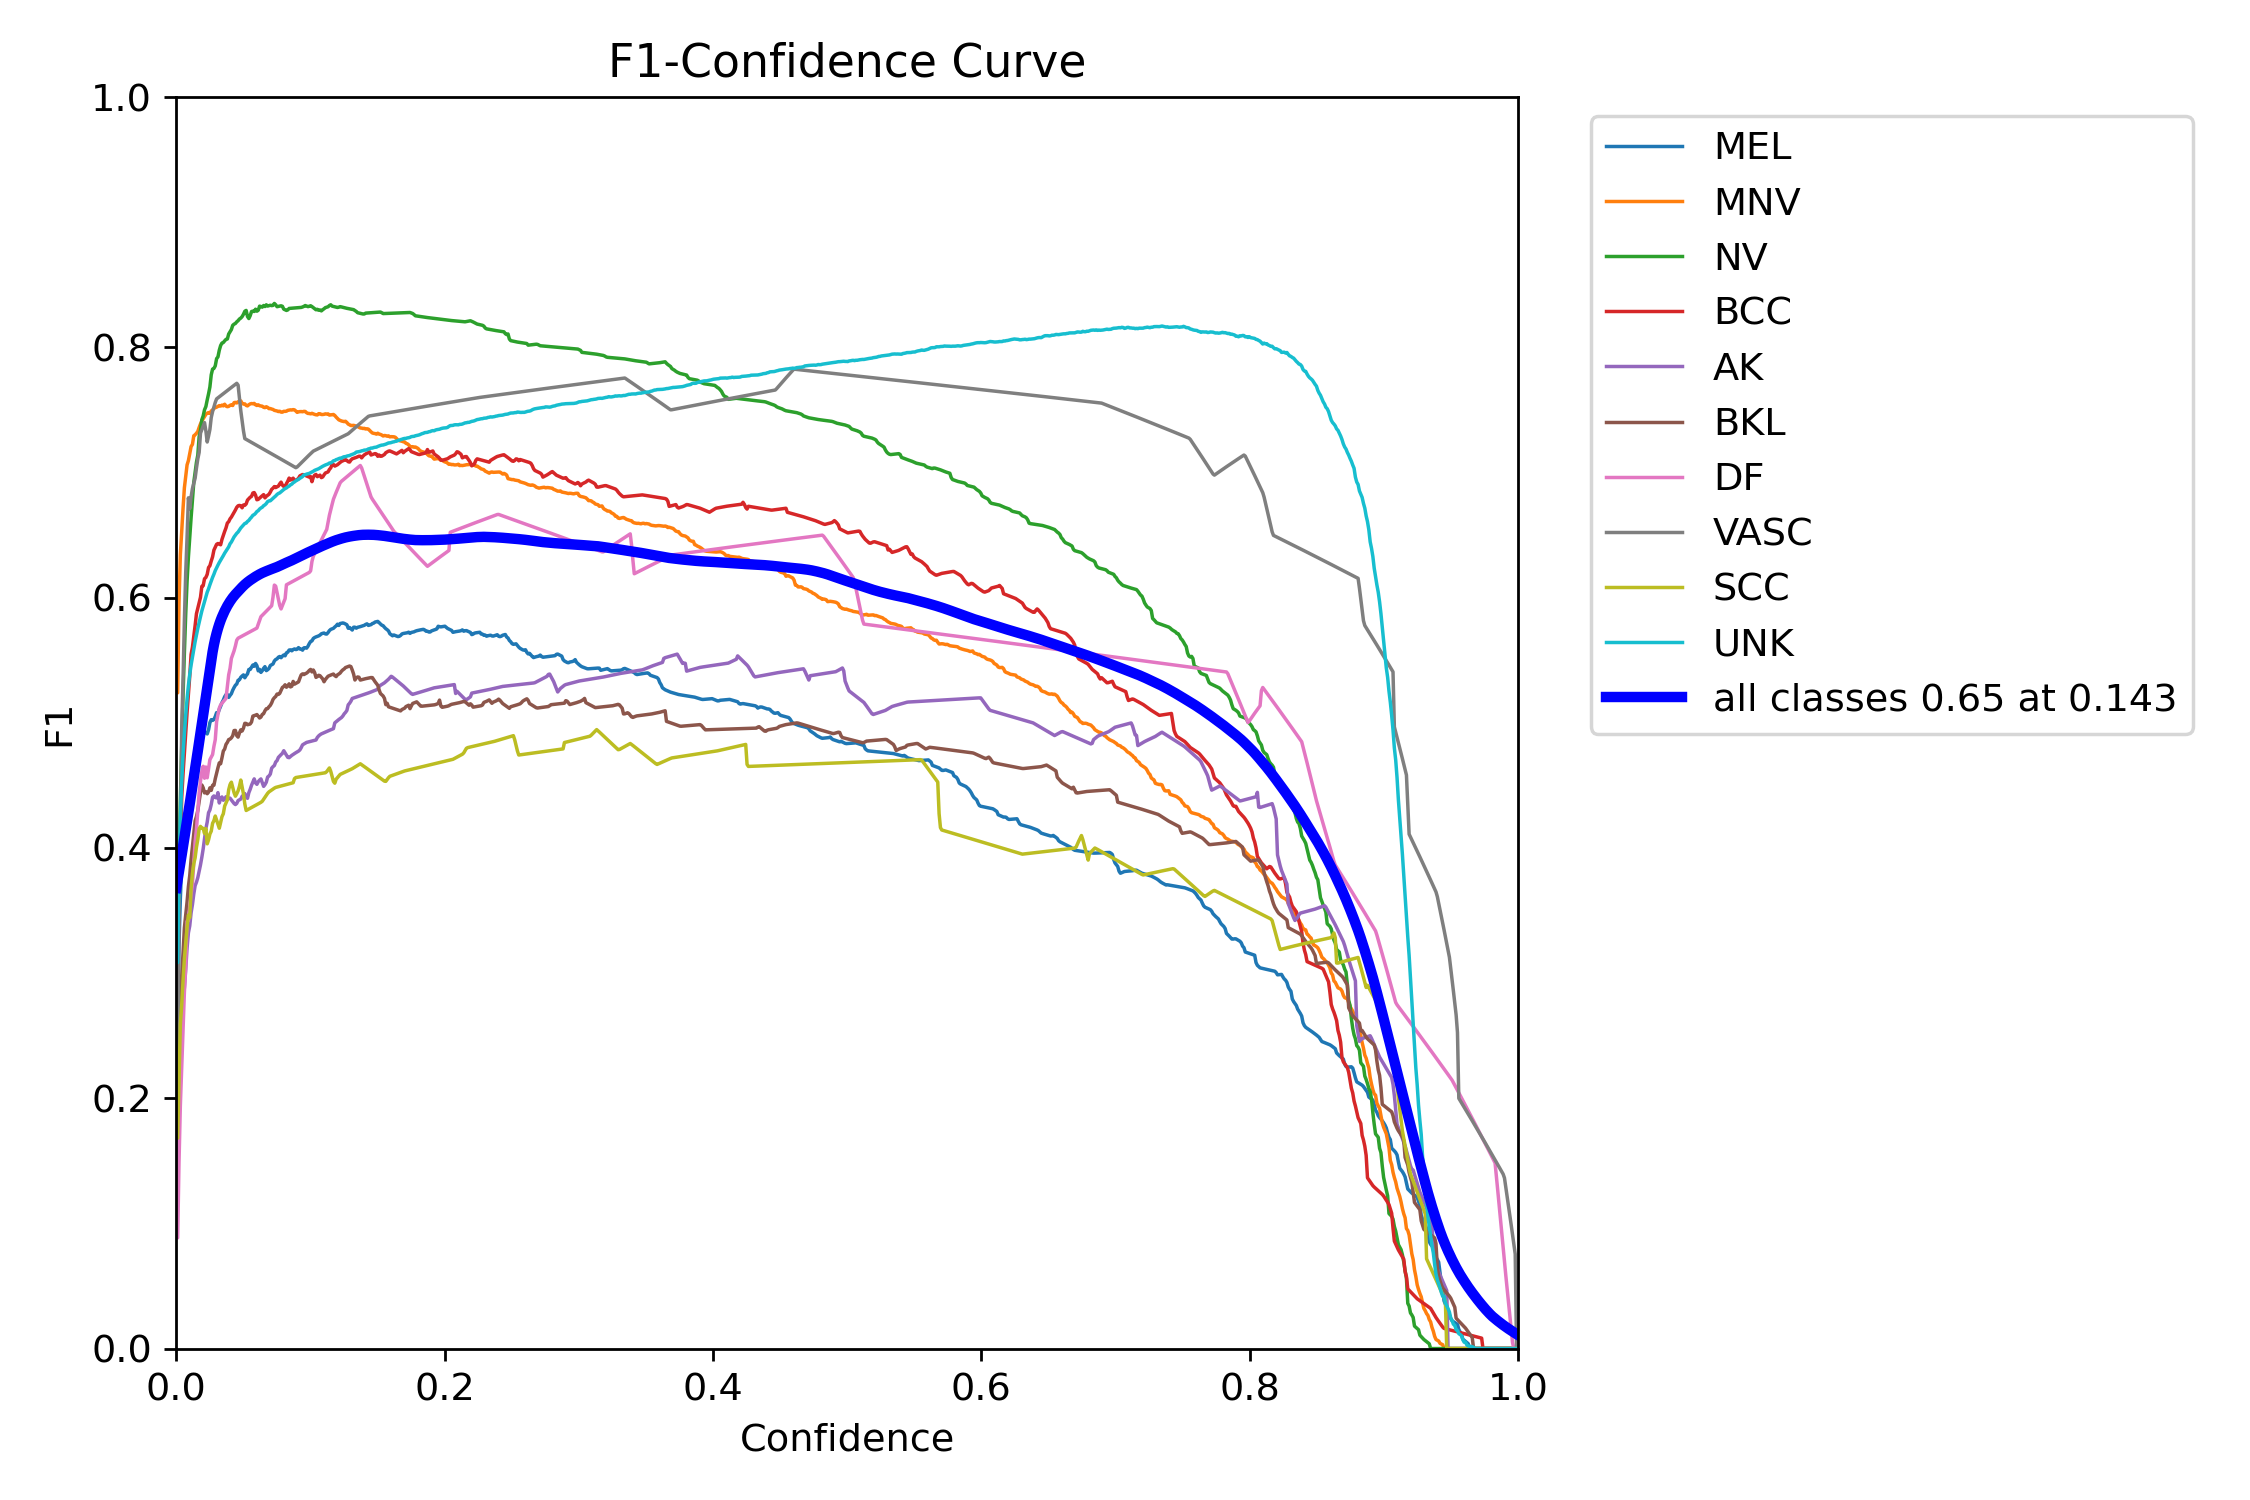 F1-Confidence Curve
1.0
0.8
0.6
0.4
0.2
0.0
F1
0.0 0.2 0.4 0.6 0.8 1.0
Confidence
MEL
MNV
NV
BCC
AK
BKL
DF
VASC
SCC
UNK
all classes 0.65 at 0.143